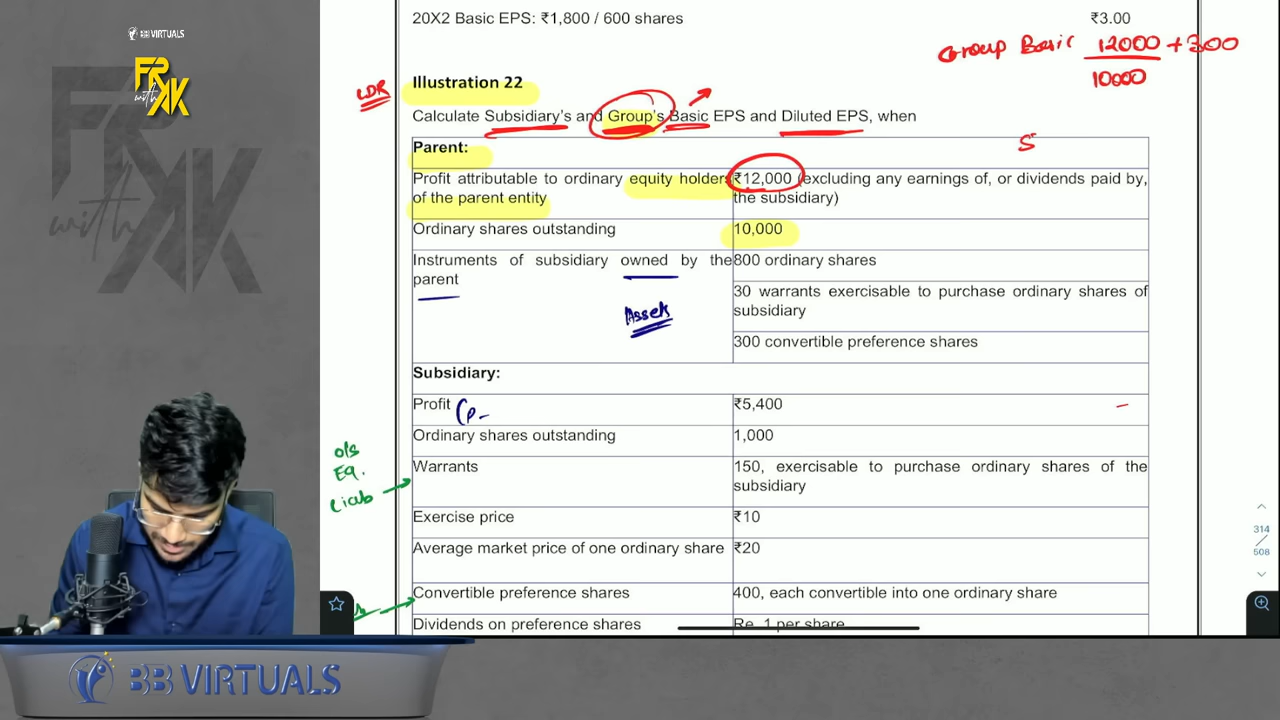 BB VIRTUALS
FR
with AK
20X2 Basic EPS: ₹1,800 / 600 shares ₹3.00
Group Basic 12000 + 300
10000
LDR
Illustration 22
Calculate Subsidiary's and Group's Basic EPS and Diluted EPS, when
5
Parent:
Profit attributable to ordinary equity holders ₹12,000 (excluding any earnings of, or dividends paid by,
of the parent entity the subsidiary)
Ordinary shares outstanding 10,000
Instruments of subsidiary owned by the 800 ordinary shares
parent
30 warrants exercisable to purchase ordinary shares of
subsidiary
Assets
300 convertible preference shares
Subsidiary:
Profit (p- ₹5,400
Ordinary shares outstanding 1,000
o/s
Eq.
Liab
Warrants 150, exercisable to purchase ordinary shares of the
subsidiary
Exercise price ₹10
Average market price of one ordinary share ₹20
Convertible preference shares 400, each convertible into one ordinary share
Dividends on preference shares Re. 1 per share
314
508
with AK
BB VIRTUALS